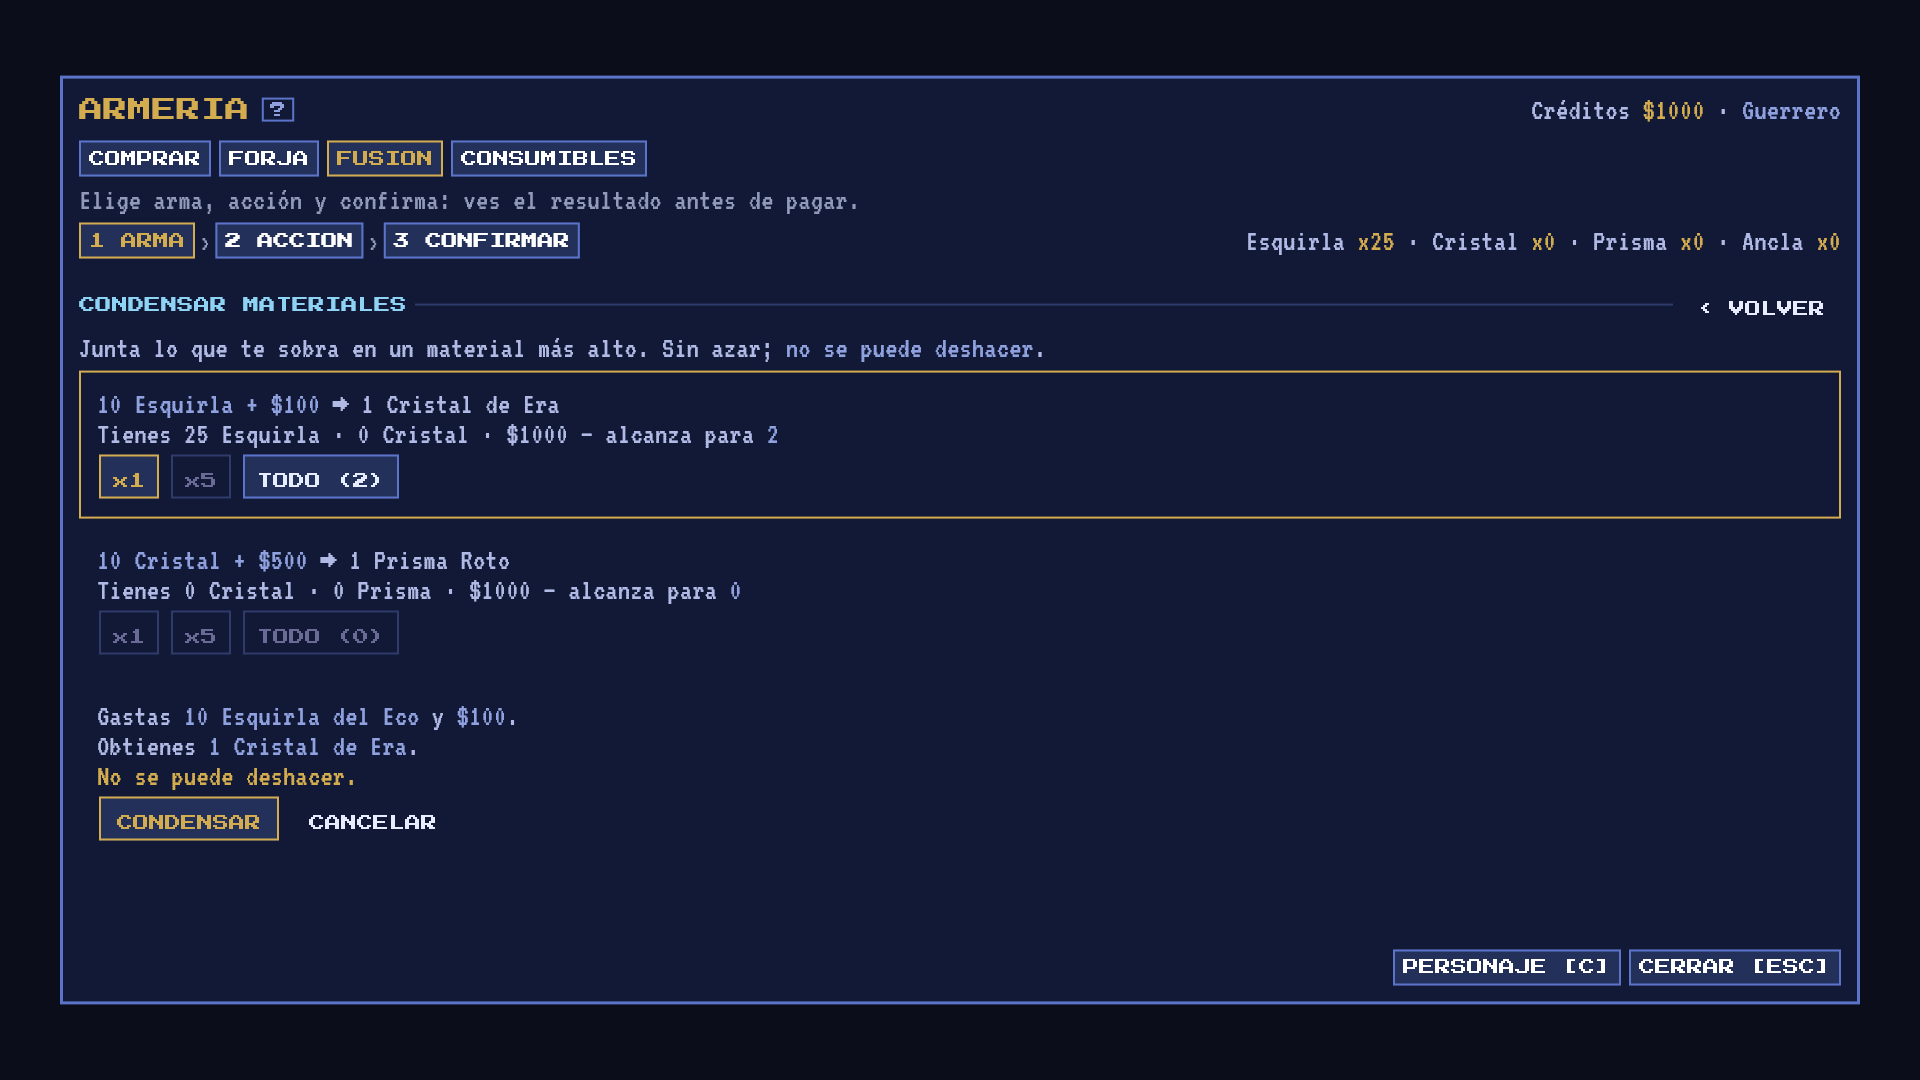 ARMERIA ?
Créditos $1000 · Guerrero
COMPRAR FORJA FUSION CONSUMIBLES
Elige arma, acción y confirma: ves el resultado antes de pagar.
1 ARMA › 2 ACCION › 3 CONFIRMAR
Esquirla x25 · Cristal x0 · Prisma x0 · Ancla x0
CONDENSAR MATERIALES
‹ VOLVER
Junta lo que te sobra en un material más alto. Sin azar; no se puede deshacer.
10 Esquirla + $100 → 1 Cristal de Era
Tienes 25 Esquirla · 0 Cristal · $1000 — alcanza para 2
x1 x5 TODO (2)
10 Cristal + $500 → 1 Prisma Roto
Tienes 0 Cristal · 0 Prisma · $1000 — alcanza para 0
x1 x5 TODO (0)
Gastas 10 Esquirla del Eco y $100.
Obtienes 1 Cristal de Era.
No se puede deshacer.
CONDENSAR CANCELAR
PERSONAJE [C] CERRAR [ESC]